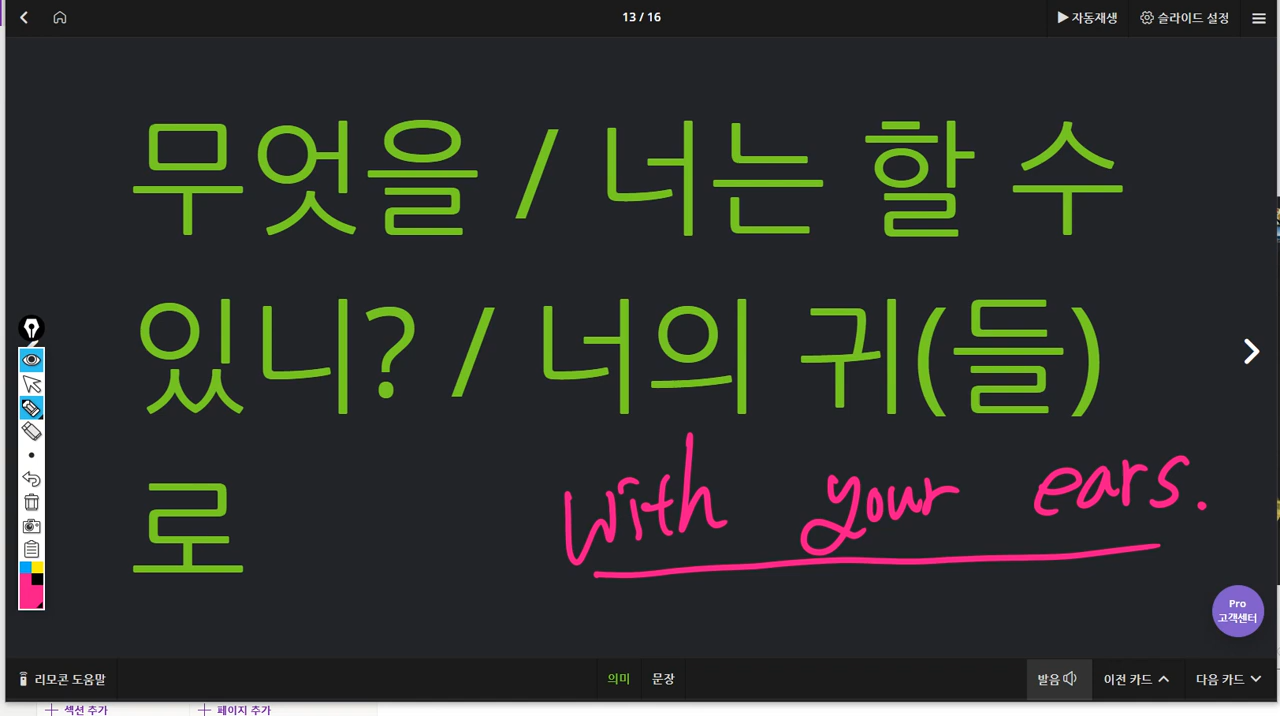 13 / 16
자동재생
슬라이드 설정
무엇을 / 너는 할 수
있니? / 너의 귀(들)
로
with your ears.
Pro
고객센터
리모콘 도움말
의미
문장
발음
이전 카드
다음 카드
섹션 추가
페이지 추가